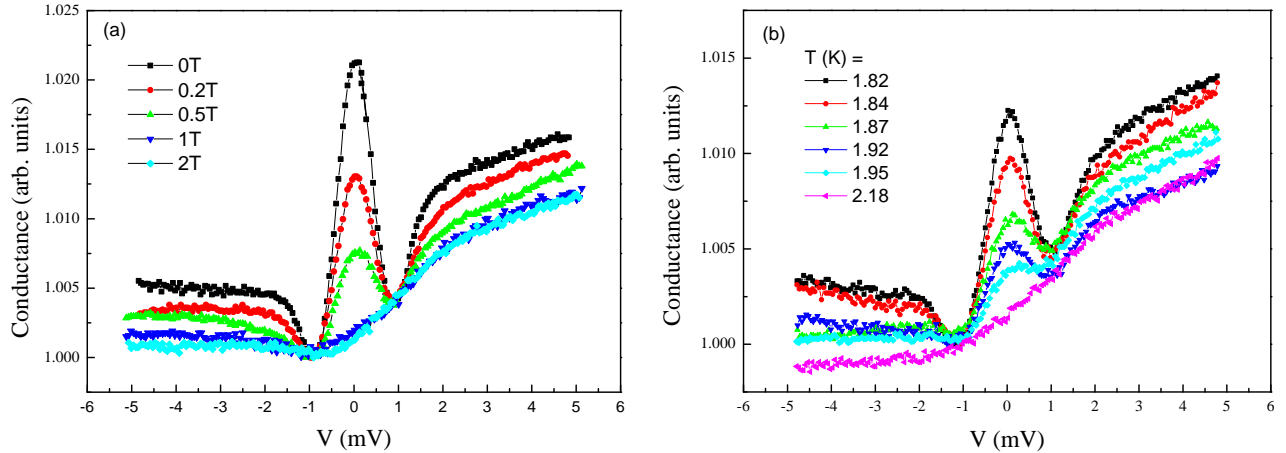 (a)
0T
0.2T
0.5T
1T
2T
1.025
1.020
1.015
1.010
1.005
1.000
Conductance (arb. units)
-6 -5 -4 -3 -2 -1 0 1 2 3 4 5 6
V (mV)
(b)
T (K) =
1.82
1.84
1.87
1.92
1.95
2.18
1.015
1.010
1.005
1.000
Conductance (arb. units)
-6 -5 -4 -3 -2 -1 0 1 2 3 4 5 6
V (mV)